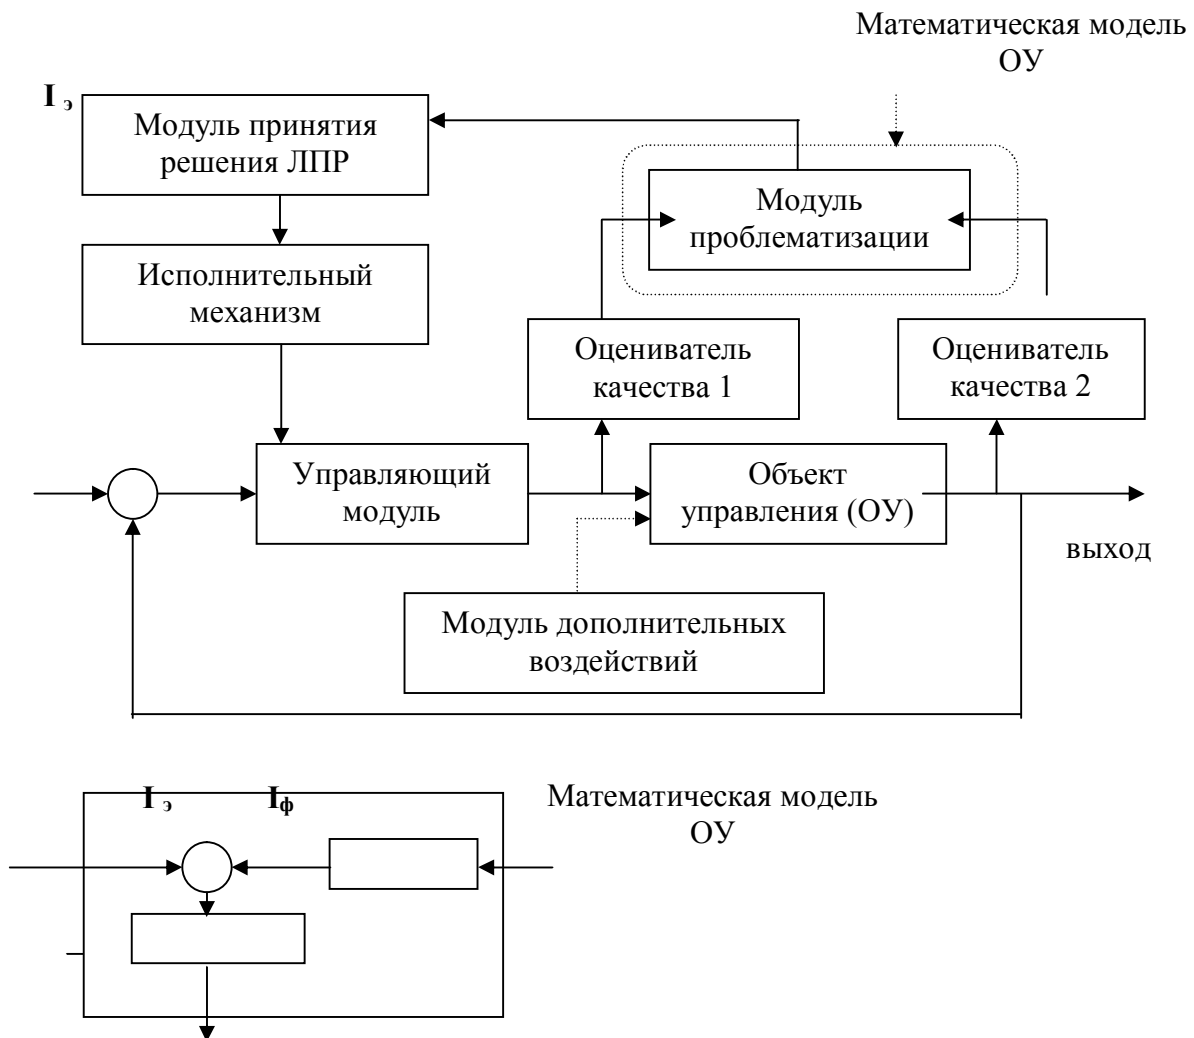 Математическая модель
ОУ
I э
Модуль принятия
решения ЛПР
Модуль
проблематизации
Исполнительный
механизм
Оцениватель
качества 1
Оцениватель
качества 2
Управляющий
модуль
Объект
управления (ОУ)
выход
Модуль дополнительных
воздействий
I э
Iф
Математическая модель
ОУ